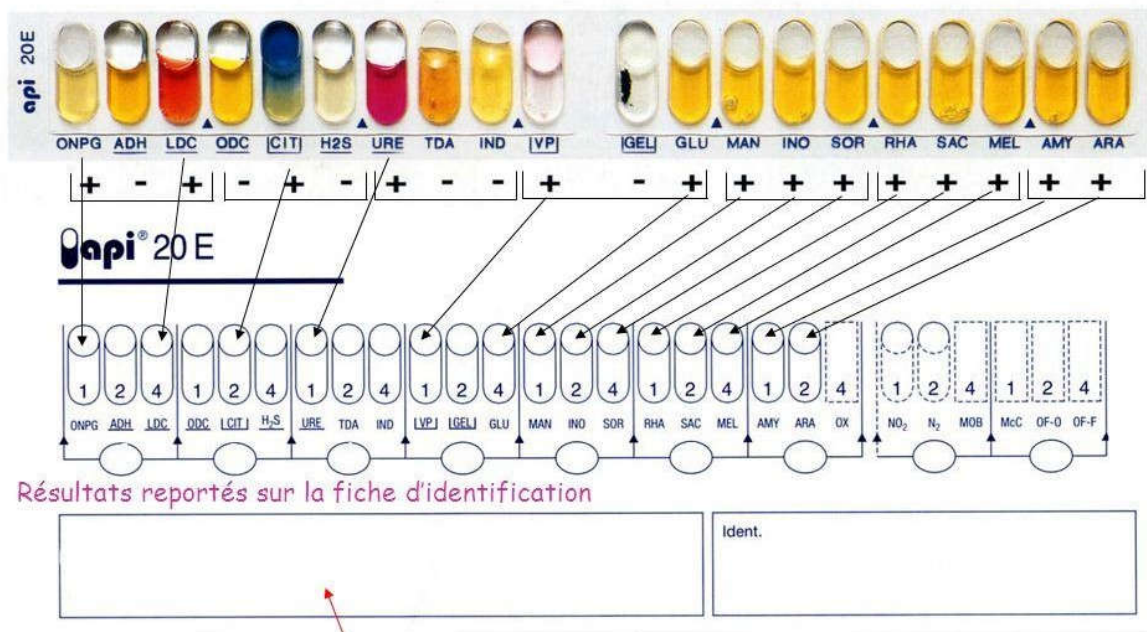 api 20E
ONPG ADH LDC ODC CIT H2S URE TDA IND VP GEL GLU MAN INO SOR RHA SAC MEL AMY ARA
+ - + - + - + - - + - + + + + + + + + +
api® 20 E
1 2 4 1 2 4 1 2 4 1 2 4 1 2 4 1 2 4 1 2 4 1 2 4 1 2 4
ONPG ADH LDC ODC CIT H₂S URE TDA IND VP GEL GLU MAN INO SOR RHA SAC MEL AMY ARA OX NO₂ N₂ MOB McC OF-O OF-F
Résultats reportés sur la fiche d'identification
Ident.